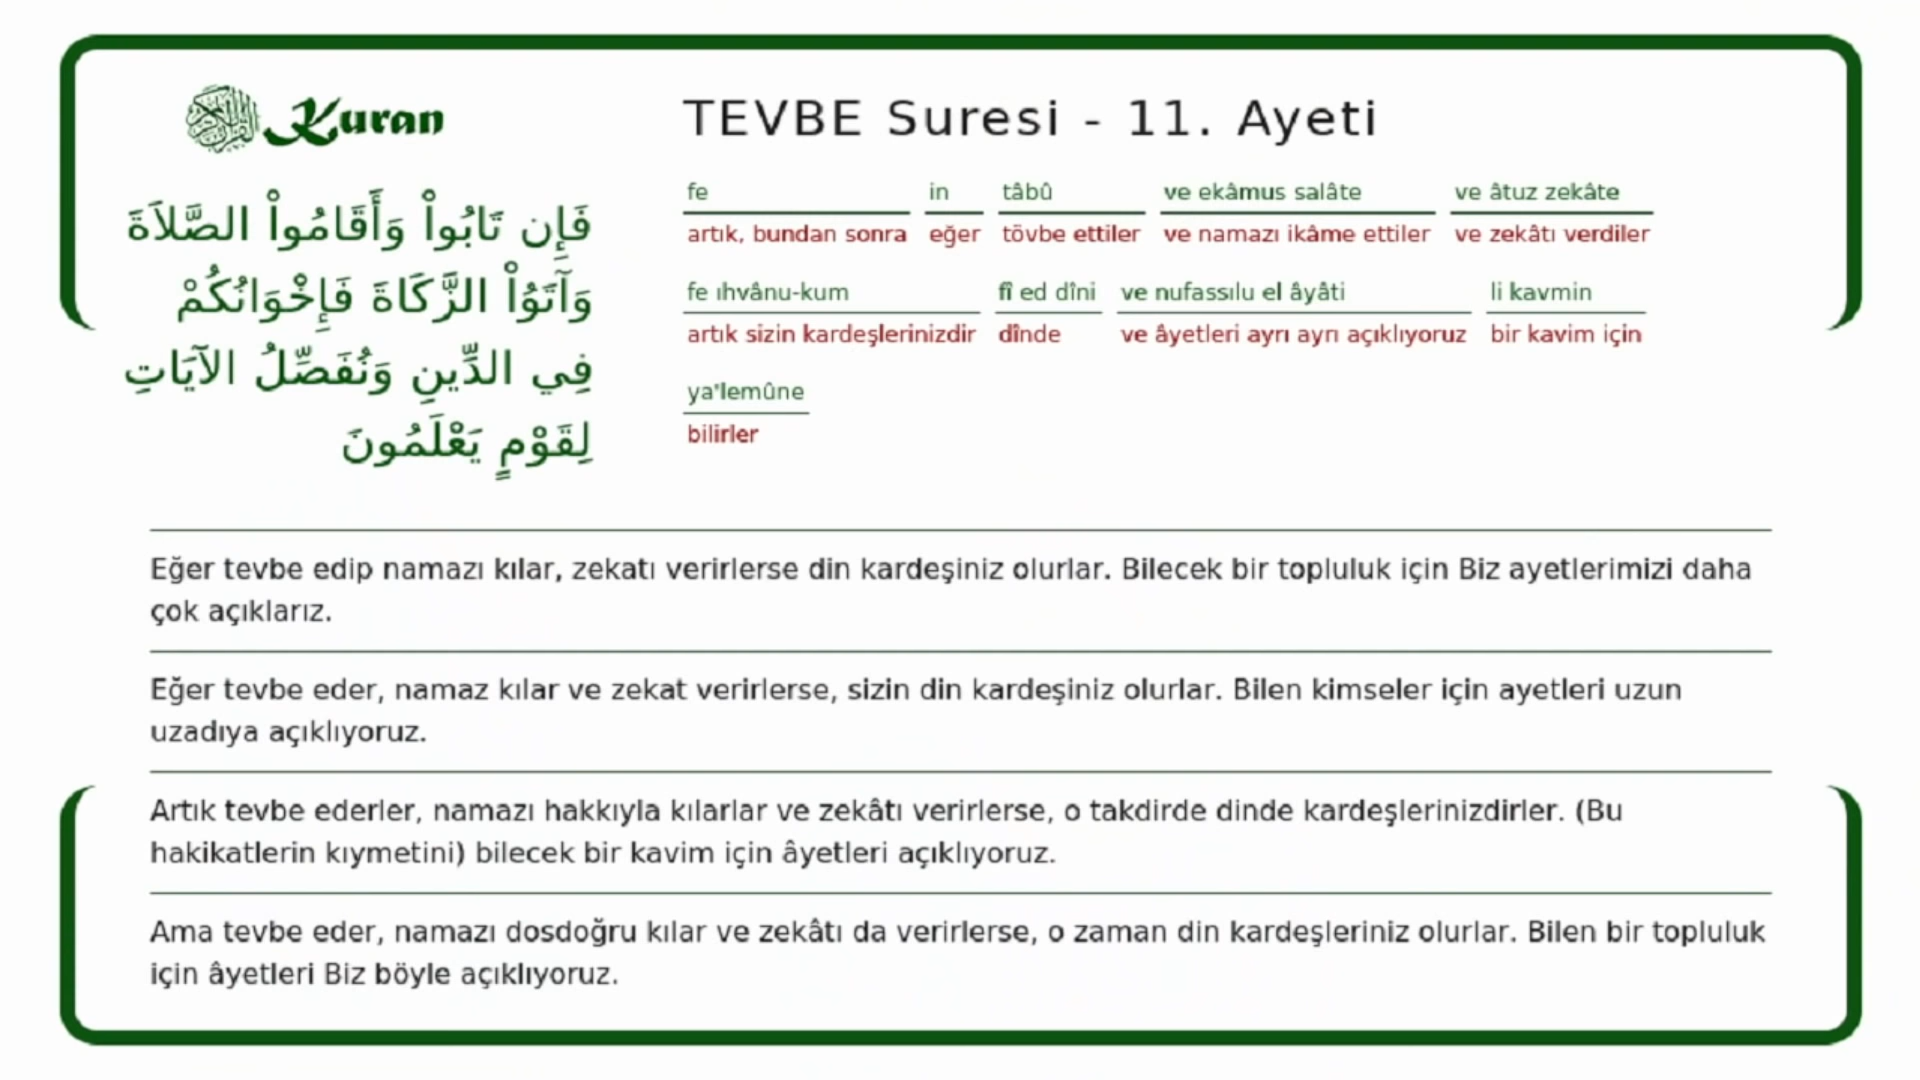 Kuran
TEVBE Suresi - 11. Ayeti
فَإِن تَابُواْ وَأَقَامُواْ الصَّلاَةَ
وَآتَوُاْ الزَّكَاةَ فَإِخْوَانُكُمْ
فِي الدِّينِ وَنُفَصِّلُ الآيَاتِ
لِقَوْمٍ يَعْلَمُونَ
fe in tâbû ve ekâmus salâte ve âtuz zekâte
artık, bundan sonra eğer tövbe ettiler ve namazı ikâme ettiler ve zekâtı verdiler
fe ıhvânu-kum fî ed dîni ve nufassılu el âyâti li kavmin
artık sizin kardeşlerinizdir dînde ve âyetleri ayrı ayrı açıklıyoruz bir kavim için
ya'lemûne
bilirler
Eğer tevbe edip namazı kılar, zekatı verirlerse din kardeşiniz olurlar. Bilecek bir topluluk için Biz ayetlerimizi daha
çok açıklarız.
Eğer tevbe eder, namaz kılar ve zekat verirlerse, sizin din kardeşiniz olurlar. Bilen kimseler için ayetleri uzun
uzadıya açıklıyoruz.
Artık tevbe ederler, namazı hakkıyla kılarlar ve zekâtı verirlerse, o takdirde dinde kardeşlerinizdirler. (Bu
hakikatlerin kıymetini) bilecek bir kavim için âyetleri açıklıyoruz.
Ama tevbe eder, namazı dosdoğru kılar ve zekâtı da verirlerse, o zaman din kardeşleriniz olurlar. Bilen bir topluluk
için âyetleri Biz böyle açıklıyoruz.